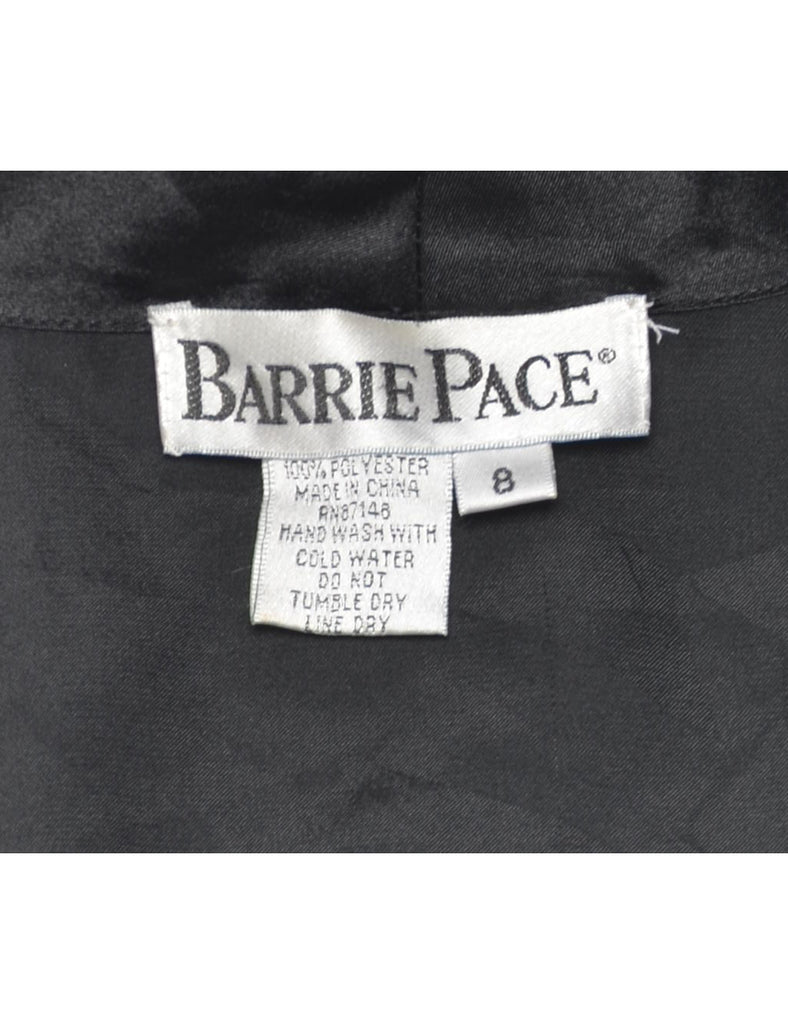 BARRIE PACE®
8
100% POLYESTER
MADE IN CHINA
RN87148
HAND WASH WITH
COLD WATER
DO NOT
TUMBLE DRY
LINE DRY